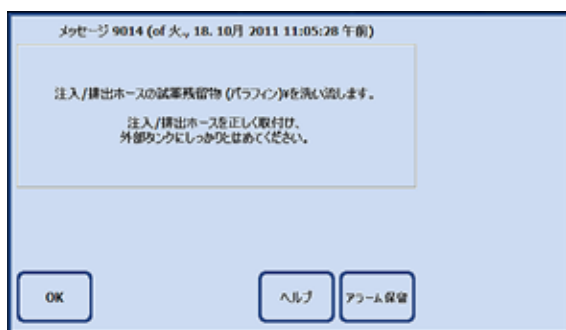 メッセージ 9014 (of 火., 18. 10月 2011 11:05:28 午前)
注入/排出ホースの試薬残留物 (パラフィン)¥を洗い流します。
注入/排出ホースを正しく取付け、
外部タンクにしっかりとはめてください。
OK
ヘルプ
アラーム保留